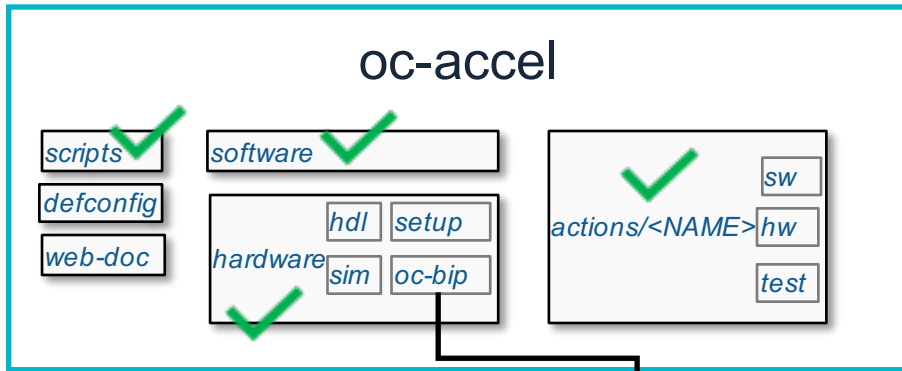 oc-accel
scripts
software
defconfig
web-doc
hardware
hdl
setup
sim
oc-bip
actions/<NAME>
sw
hw
test